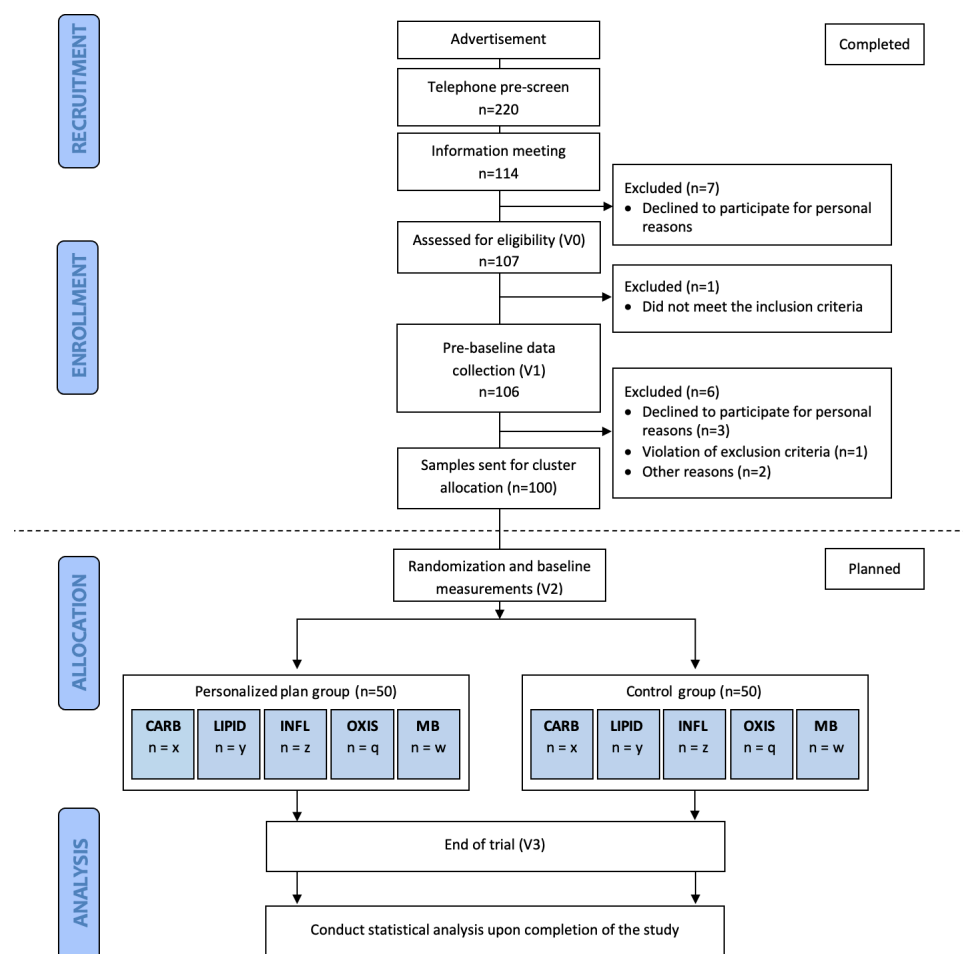 RECRUITMENT
Advertisement
Completed
Telephone pre-screen
n=220
Information meeting
n=114
Excluded (n=7)
• Declined to participate for personal
reasons
ENROLLMENT
Assessed for eligibility (V0)
n=107
Excluded (n=1)
• Did not meet the inclusion criteria
Pre-baseline data
collection (V1)
n=106
Excluded (n=6)
• Declined to participate for personal
reasons (n=3)
• Violation of exclusion criteria (n=1)
• Other reasons (n=2)
Samples sent for cluster
allocation (n=100)
ALLOCATION
Randomization and baseline
measurements (V2)
Planned
Personalized plan group (n=50)
CARB
n = x
LIPID
n = y
INFL
n = z
OXIS
n = q
MB
n = w
Control group (n=50)
CARB
n = x
LIPID
n = y
INFL
n = z
OXIS
n = q
MB
n = w
ANALYSIS
End of trial (V3)
Conduct statistical analysis upon completion of the study